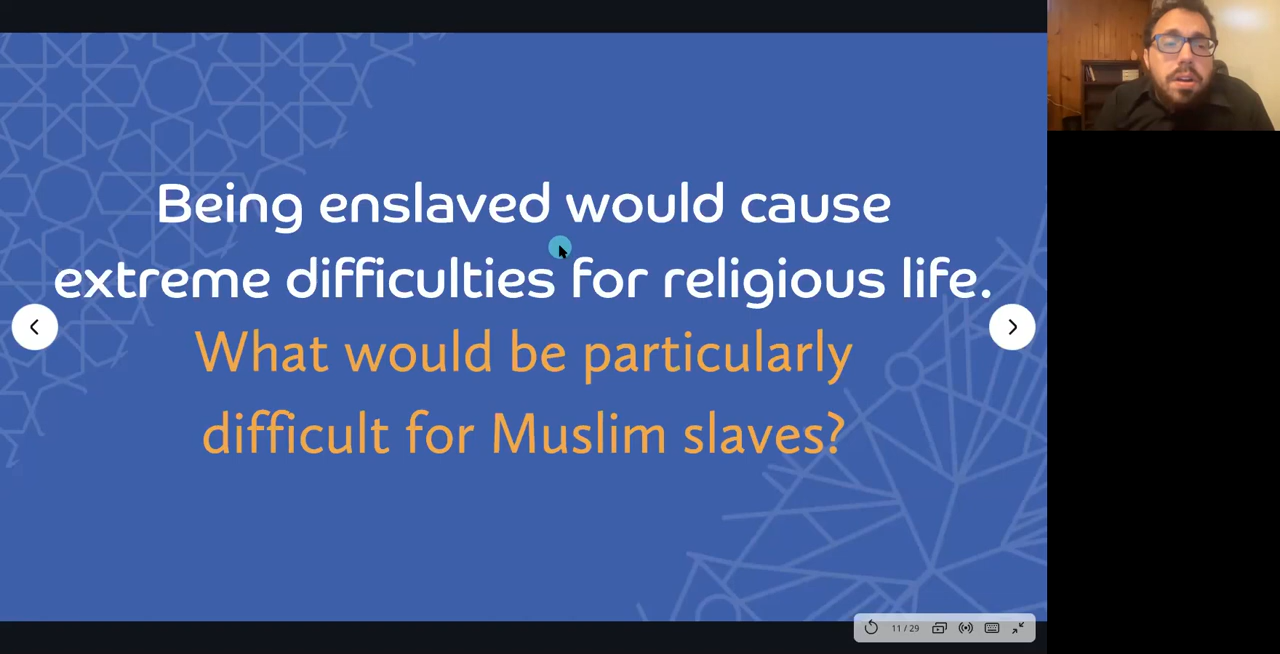 Being enslaved would cause
extreme difficulties for religious life.
What would be particularly
difficult for Muslim slaves?
11 / 29